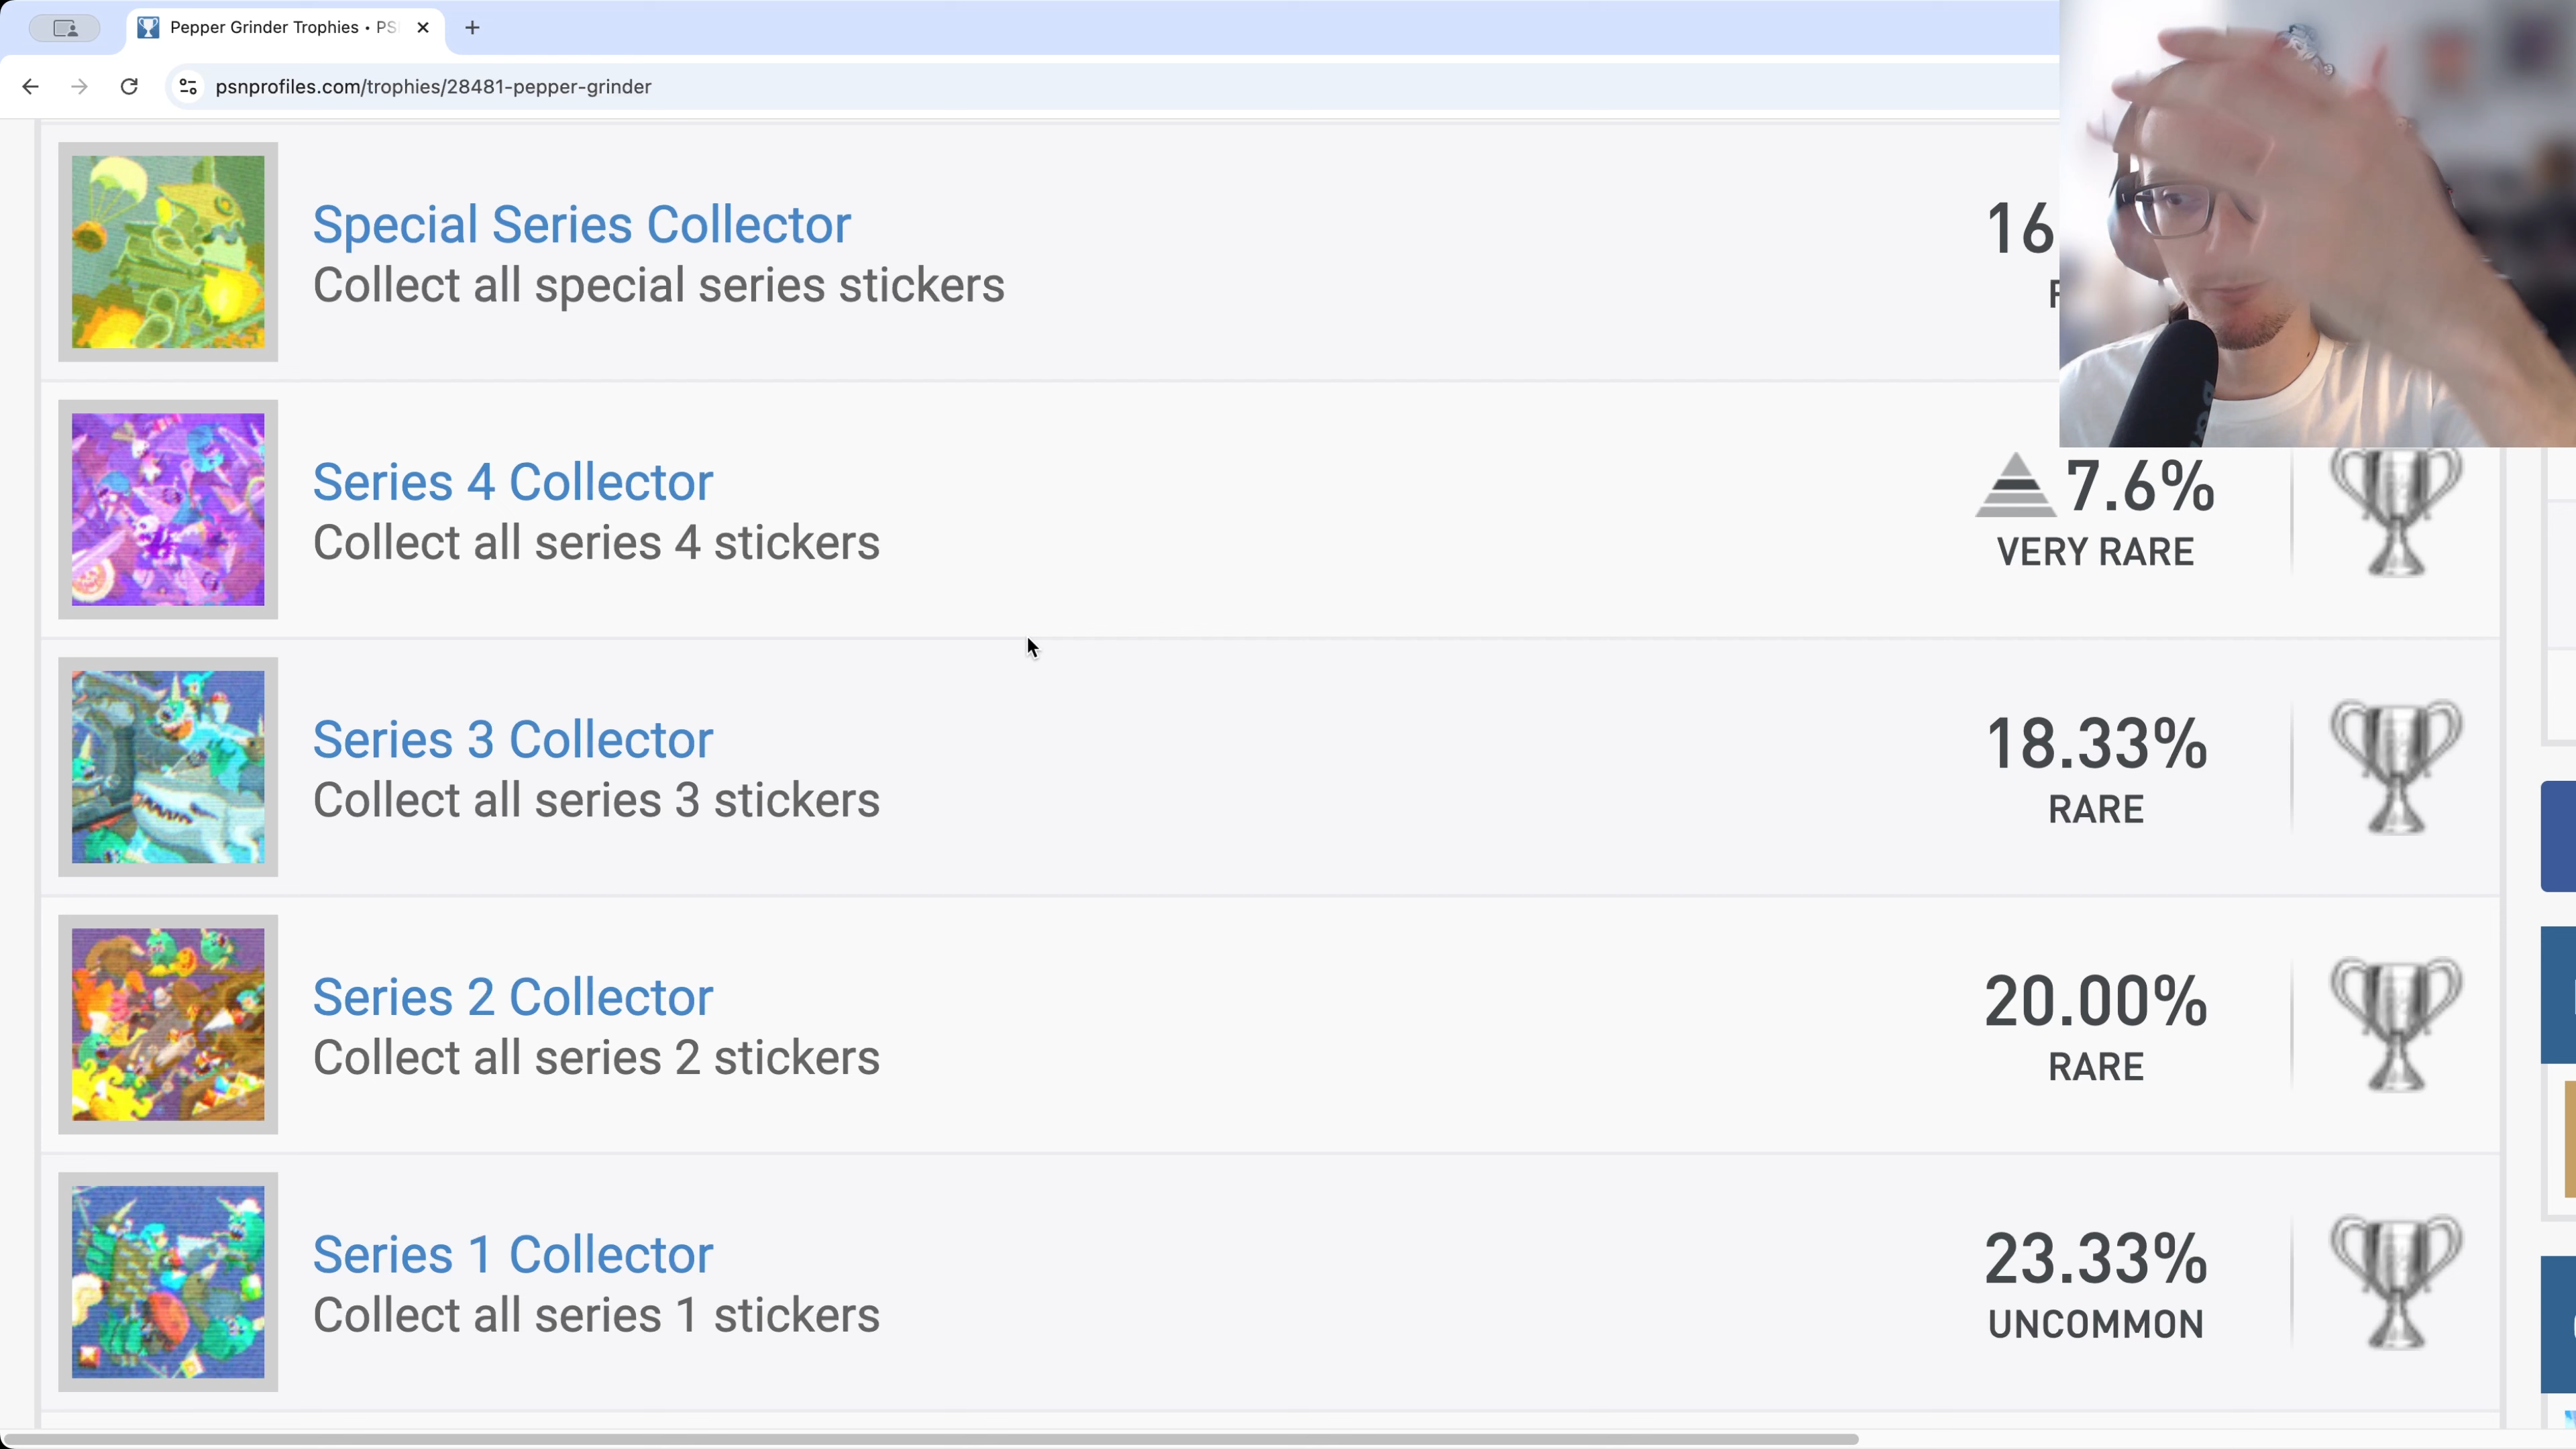 Pepper Grinder Trophies • PS
psnprofiles.com/trophies/28481-pepper-grinder
Special Series Collector
Collect all special series stickers
16
Series 4 Collector
Collect all series 4 stickers
7.6%
VERY RARE
Series 3 Collector
Collect all series 3 stickers
18.33%
RARE
Series 2 Collector
Collect all series 2 stickers
20.00%
RARE
Series 1 Collector
Collect all series 1 stickers
23.33%
UNCOMMON